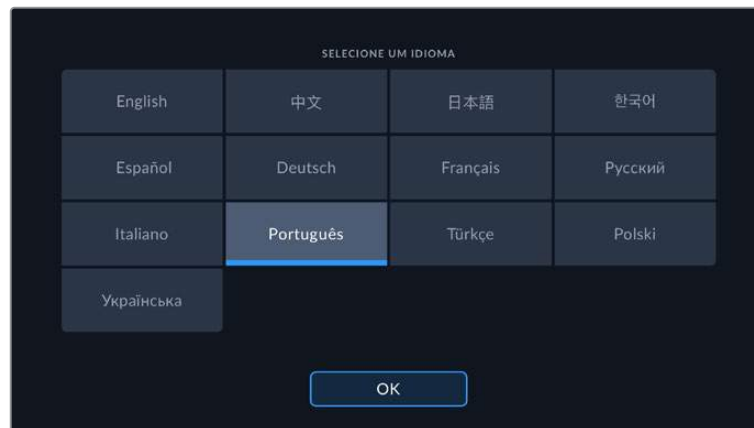 SELECIONE UM IDIOMA
English 中文 日本語 한국어
Español Deutsch Français Русский
Italiano Português Türkçe Polski
Українська
OK